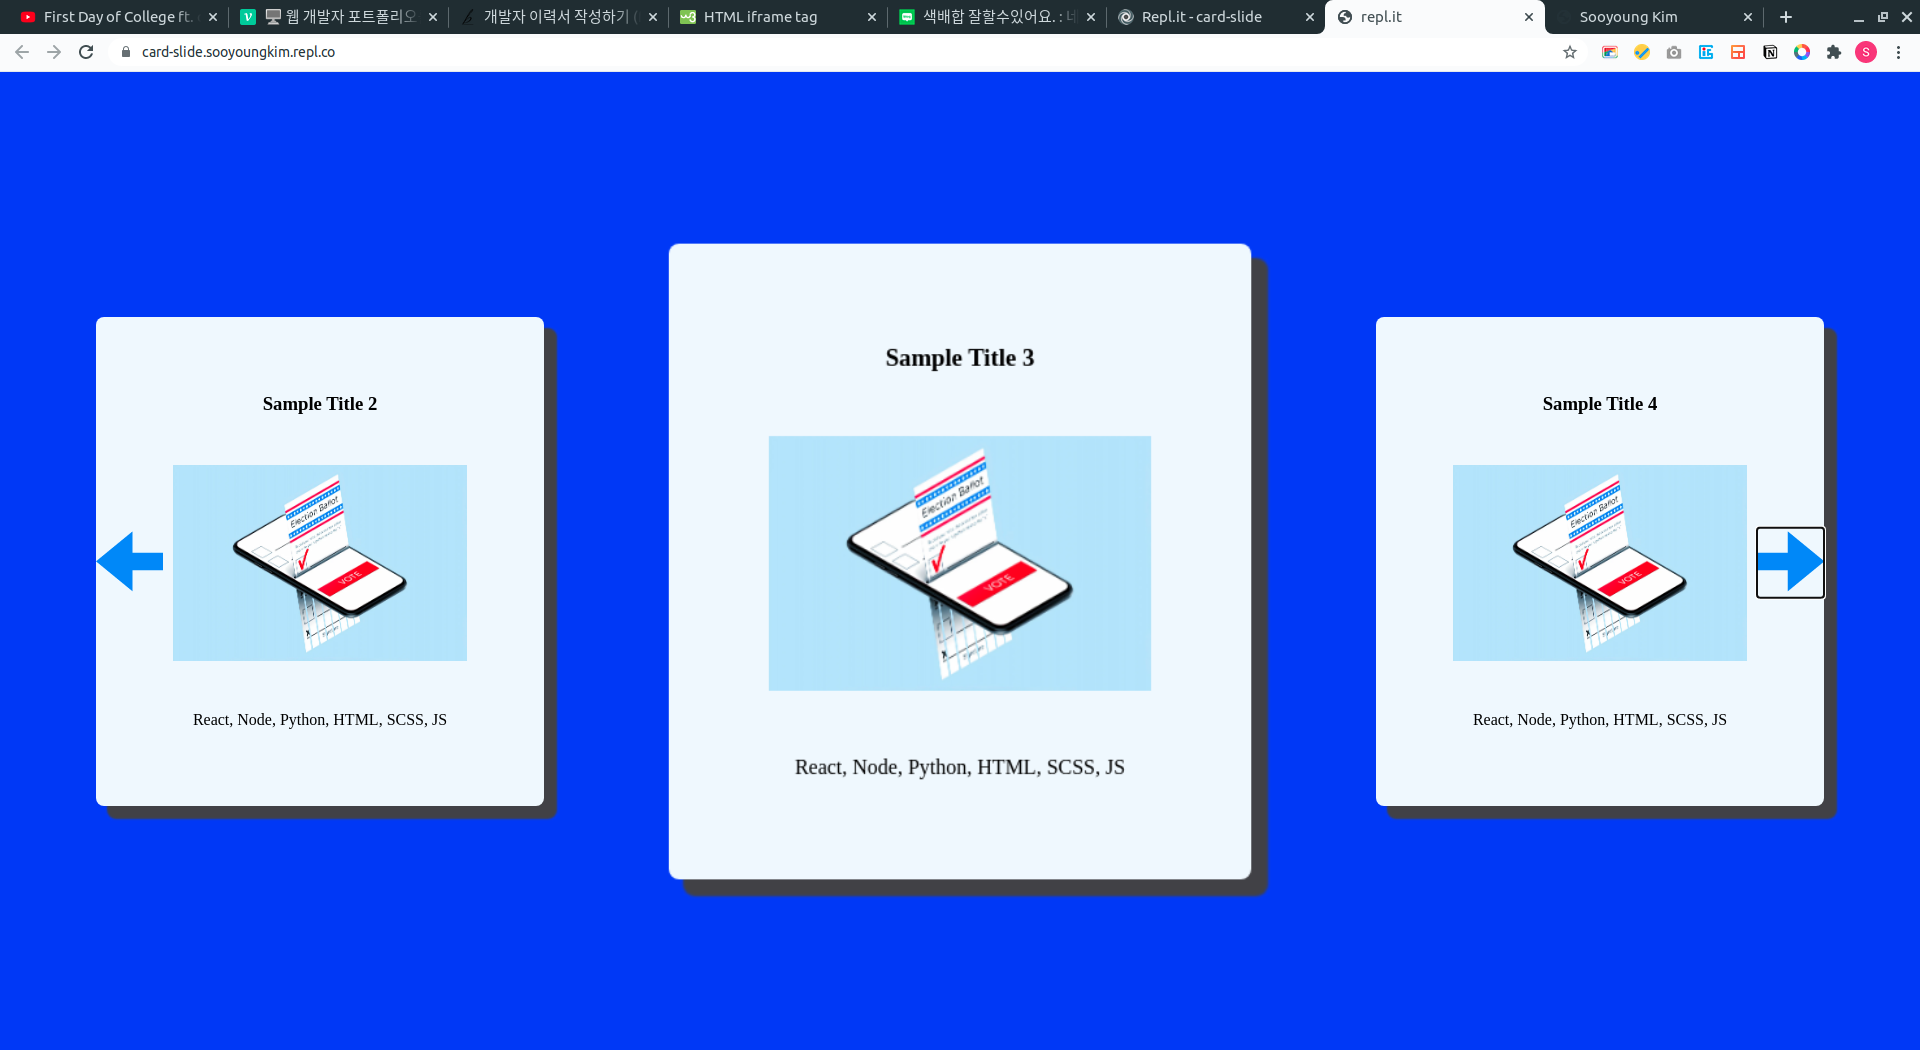 First Day of College ft.
웹 개발자 포트폴리오
개발자 이력서 작성하기 (
HTML iframe tag
색배합 잘할수있어요. : 네
Repl.it - card-slide
repl.it
Sooyoung Kim
card-slide.sooyoungkim.repl.co
S
Sample Title 2
Election Ballot
VOTE
React, Node, Python, HTML, SCSS, JS
Sample Title 3
Election Ballot
VOTE
React, Node, Python, HTML, SCSS, JS
Sample Title 4
Election Ballot
VOTE
React, Node, Python, HTML, SCSS, JS